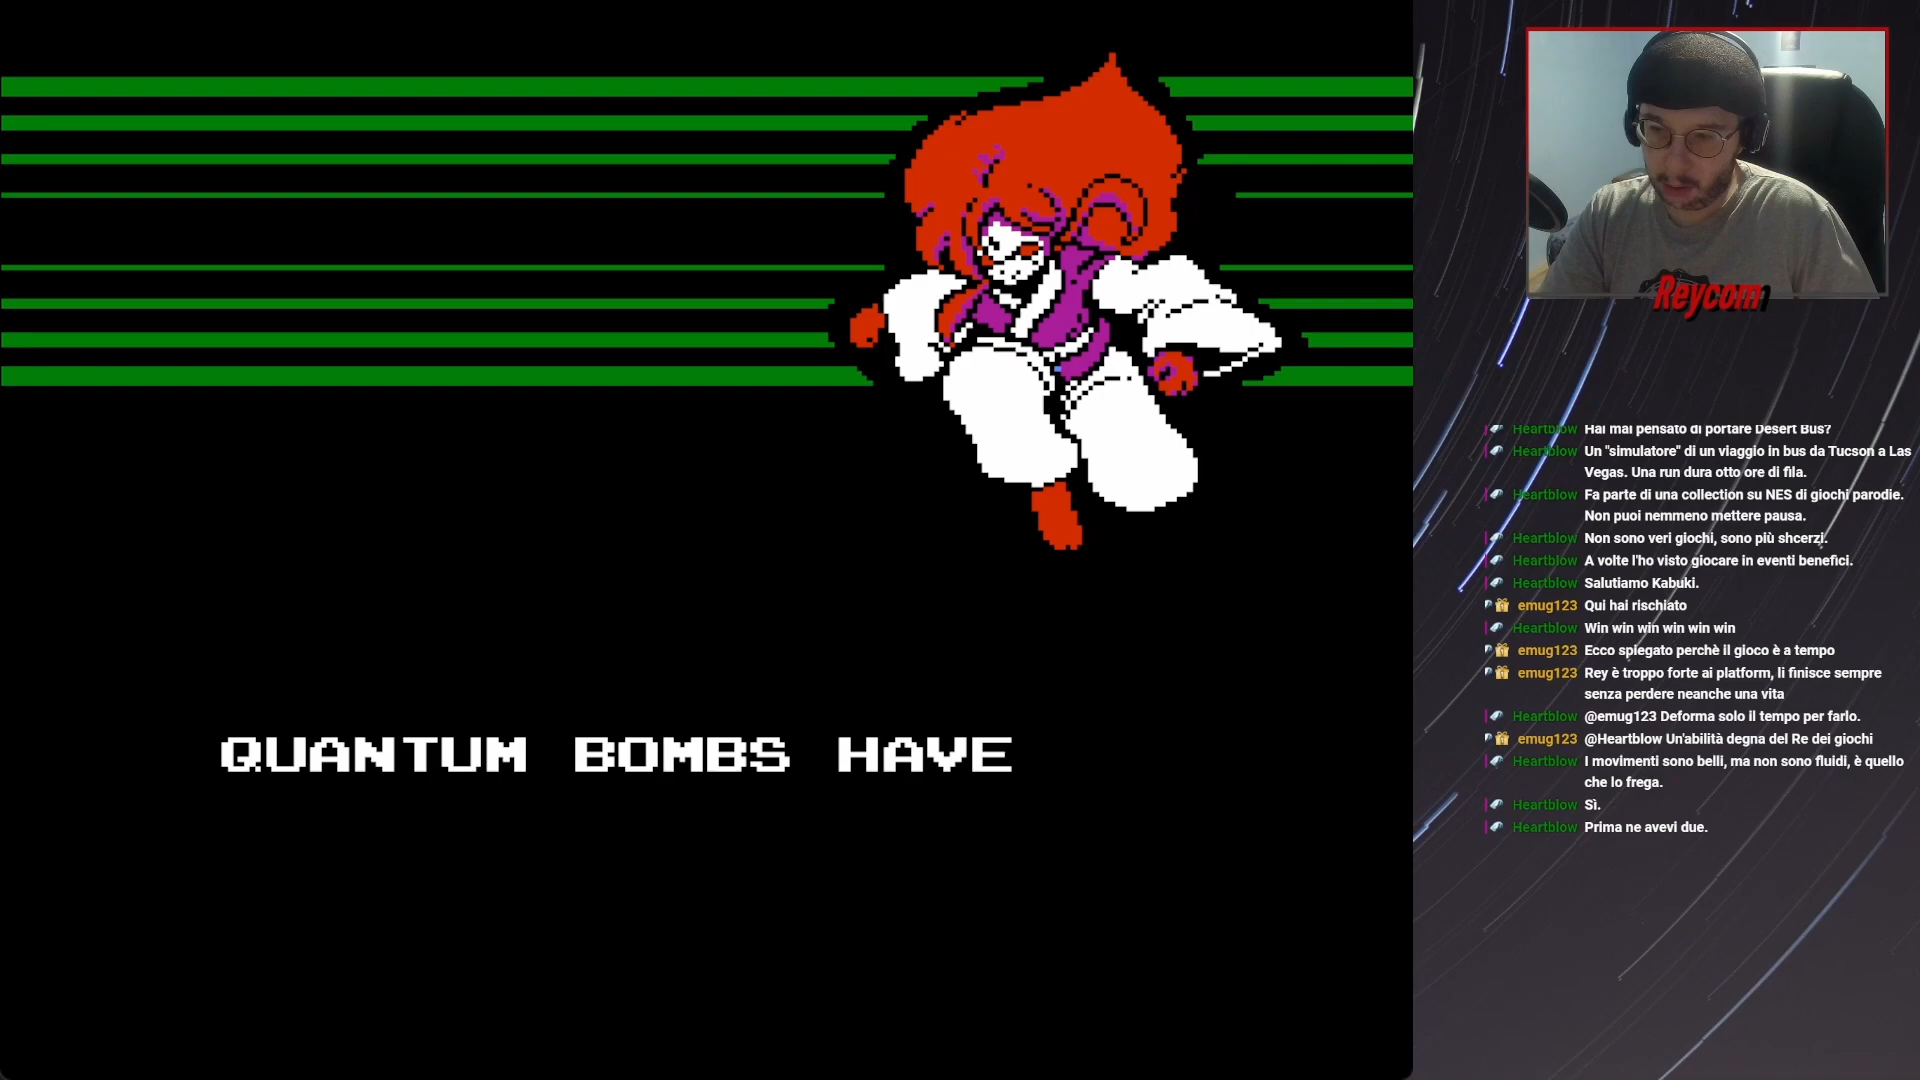 QUANTUM BOMBS HAVE
Reycom
Heartblow Hai mai pensato di portare Desert Bus?
Heartblow Un "simulatore" di un viaggio in bus da Tucson a Las
Vegas. Una run dura otto ore di fila.
Heartblow Fa parte di una collection su NES di giochi parodie.
Non puoi nemmeno mettere pausa.
Heartblow Non sono veri giochi, sono più shcerzi.
Heartblow A volte l'ho visto giocare in eventi benefici.
Heartblow Salutiamo Kabuki.
emug123 Qui hai rischiato
Heartblow Win win win win win win
emug123 Ecco spiegato perchè il gioco è a tempo
emug123 Rey è troppo forte ai platform, li finisce sempre
senza perdere neanche una vita
Heartblow @emug123 Deforma solo il tempo per farlo.
emug123 @Heartblow Un'abilità degna del Re dei giochi
Heartblow I movimenti sono belli, ma non sono fluidi, è quello
che lo frega.
Heartblow Sì.
Heartblow Prima ne avevi due.